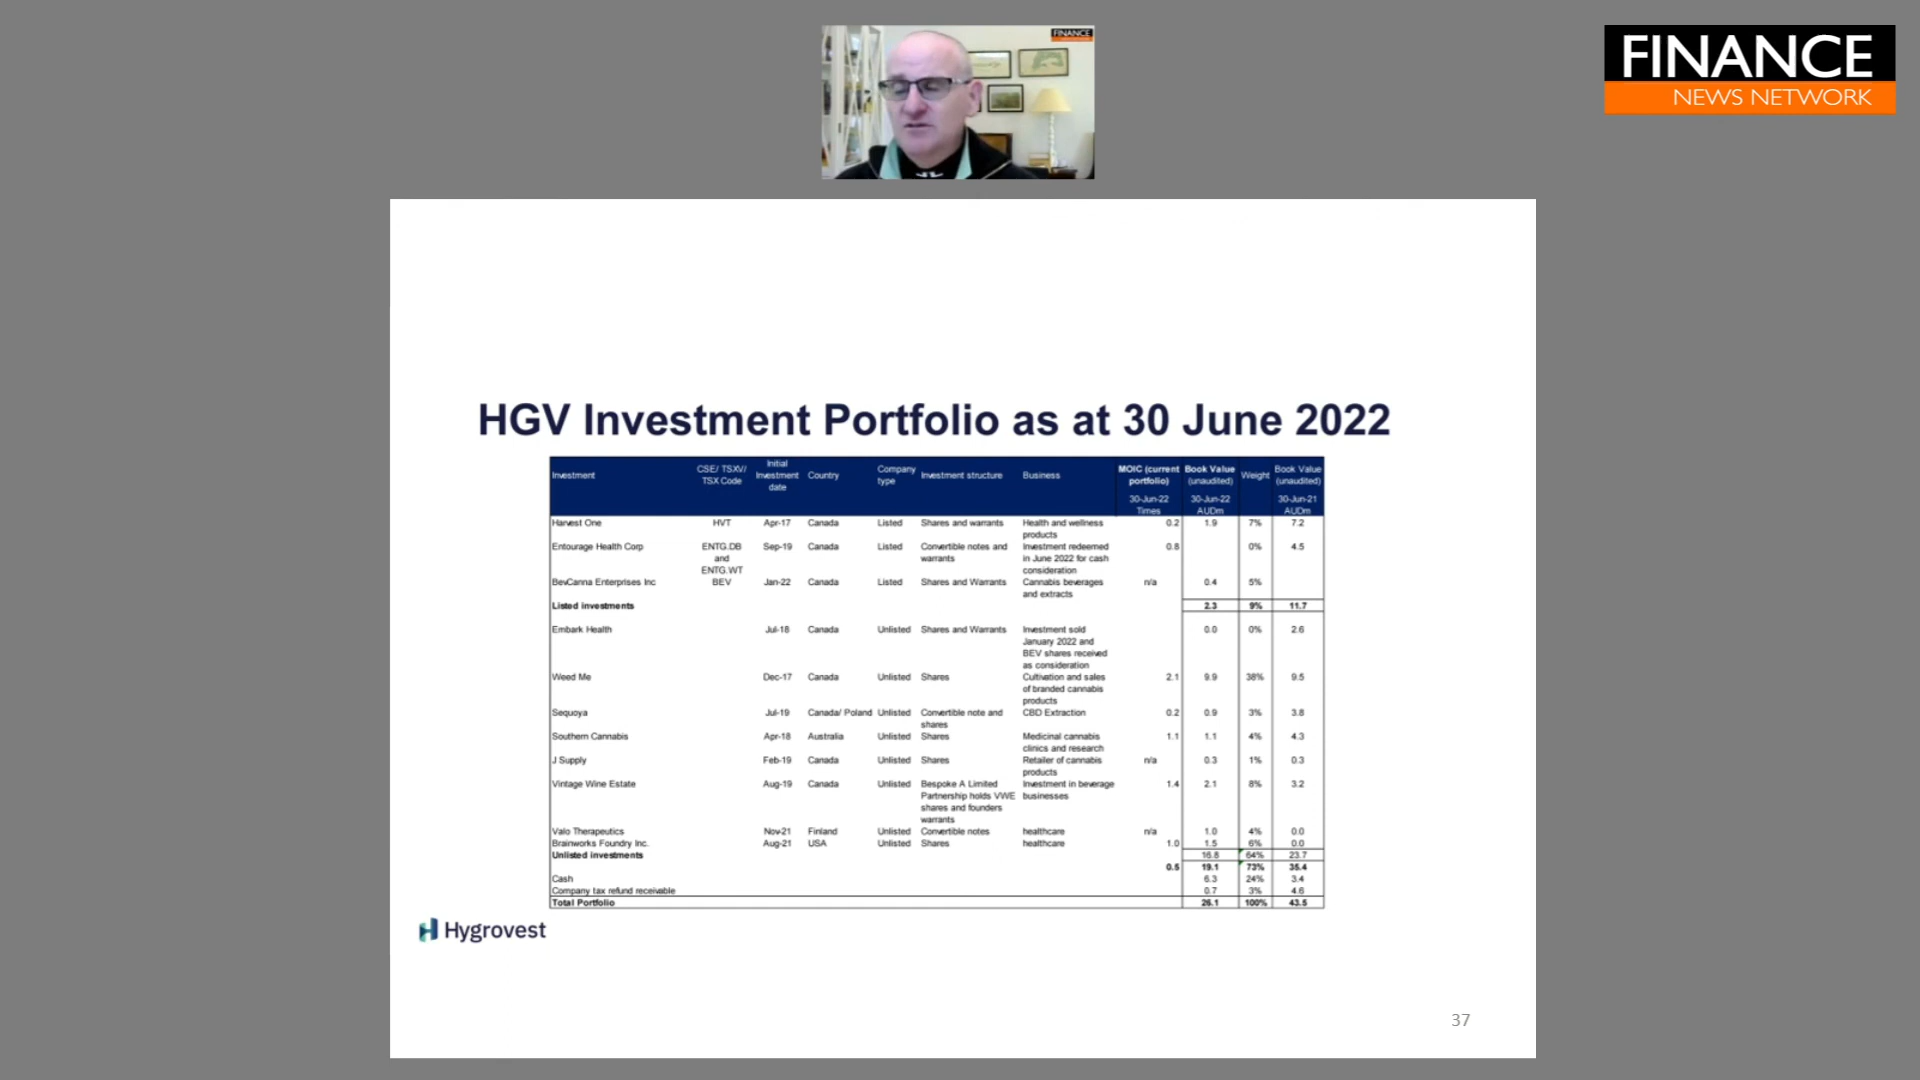 FINANCE
FINANCE
NEWS NETWORK
HGV Investment Portfolio as at 30 June 2022
Investment CSE/ TSXV/ TSX Code Initial Investment date Country Company type Investment structure Business MOIC (current portfolio) Book Value (unaudited) Weight Book Value (unaudited)
30-Jun-22 Times 30-Jun-22 AUDm 30-Jun-21 AUDm
Harvest One HVT Apr-17 Canada Listed Shares and warrants Health and wellness products 0.2 1.9 7% 7.2
Entourage Health Corp ENTG.DB and ENTG.WT Sep-19 Canada Listed Convertible notes and warrants Investment redeemed in June 2022 for cash consideration 0.8 0% 4.5
BevCanna Enterprises Inc BEV Jan-22 Canada Listed Shares and Warrants Cannabis beverages and extracts n/a 0.4 5%
Listed investments 2.3 9% 11.7
Embark Health Jul-18 Canada Unlisted Shares and Warrants Investment sold January 2022 and BEV shares received as consideration 0.0 0% 2.6
Weed Me Dec-17 Canada Unlisted Shares Cultivation and sales of branded cannabis products 2.1 9.9 38% 9.5
Sequoya Jul-19 Canada/ Poland Unlisted Convertible note and shares CBD Extraction 0.2 0.9 3% 3.8
Southern Cannabis Apr-18 Australia Unlisted Shares Medicinal cannabis clinics and research 1.1 1.1 4% 4.3
J Supply Feb-19 Canada Unlisted Shares Retailer of cannabis products n/a 0.3 1% 0.3
Vintage Wine Estate Aug-19 Canada Unlisted Bespoke A Limited Partnership holds VWE shares and founders warrants Investment in beverage businesses 1.4 2.1 8% 3.2
Valo Therapeutics Nov-21 Finland Unlisted Convertible notes healthcare n/a 1.0 4% 0.0
Brainworks Foundry Inc. Aug-21 USA Unlisted Shares healthcare 1.0 1.5 6% 0.0
Unlisted investments 16.8 64% 23.7
0.5 19.1 73% 35.4
Cash 6.3 24% 3.4
Company tax refund receivable 0.7 3% 4.6
Total Portfolio 26.1 100% 43.5
Hygrovest
37